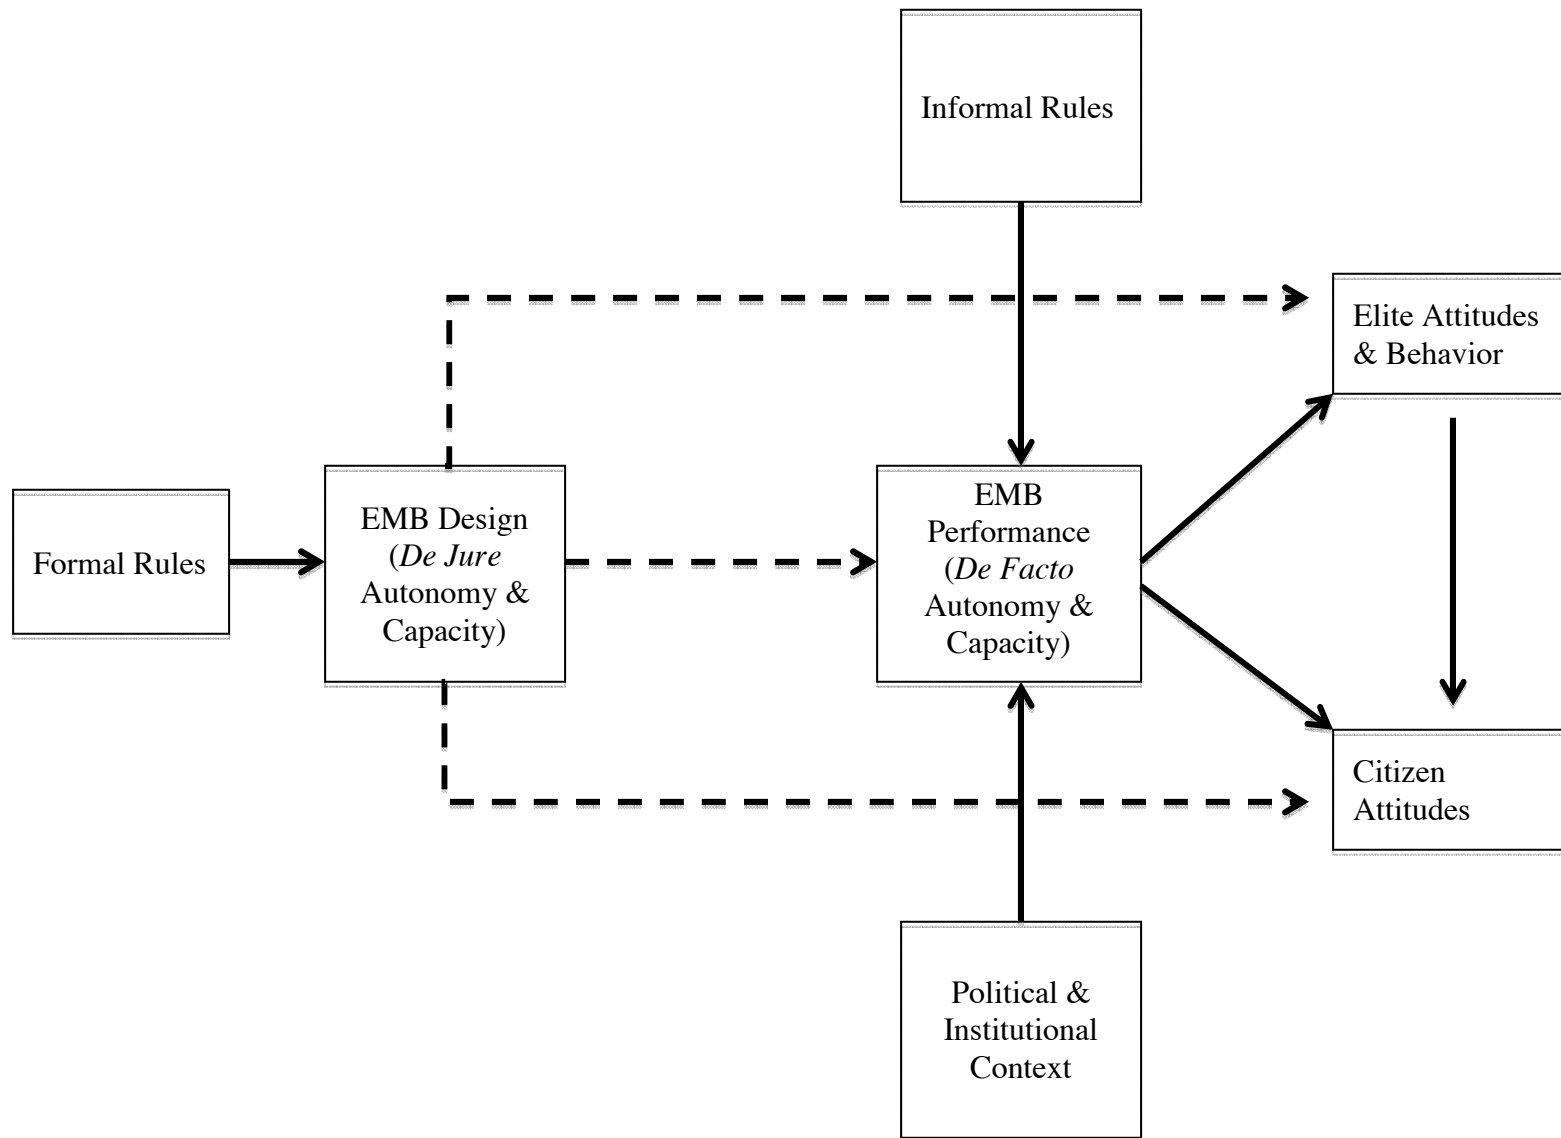 Informal Rules
Elite Attitudes
& Behavior
Formal Rules
EMB Design
(De Jure
Autonomy &
Capacity)
EMB
Performance
(De Facto
Autonomy &
Capacity)
Citizen
Attitudes
Political &
Institutional
Context